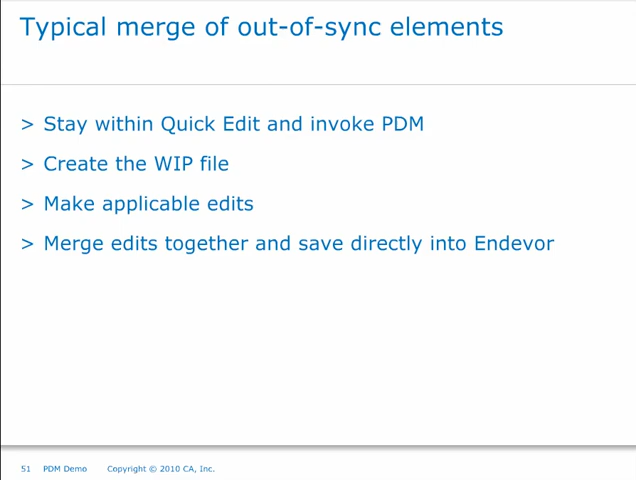 Typical merge of out-of-sync elements
> Stay within Quick Edit and invoke PDM
> Create the WIP file
> Make applicable edits
> Merge edits together and save directly into Endevor
51 PDM Demo Copyright © 2010 CA, Inc.